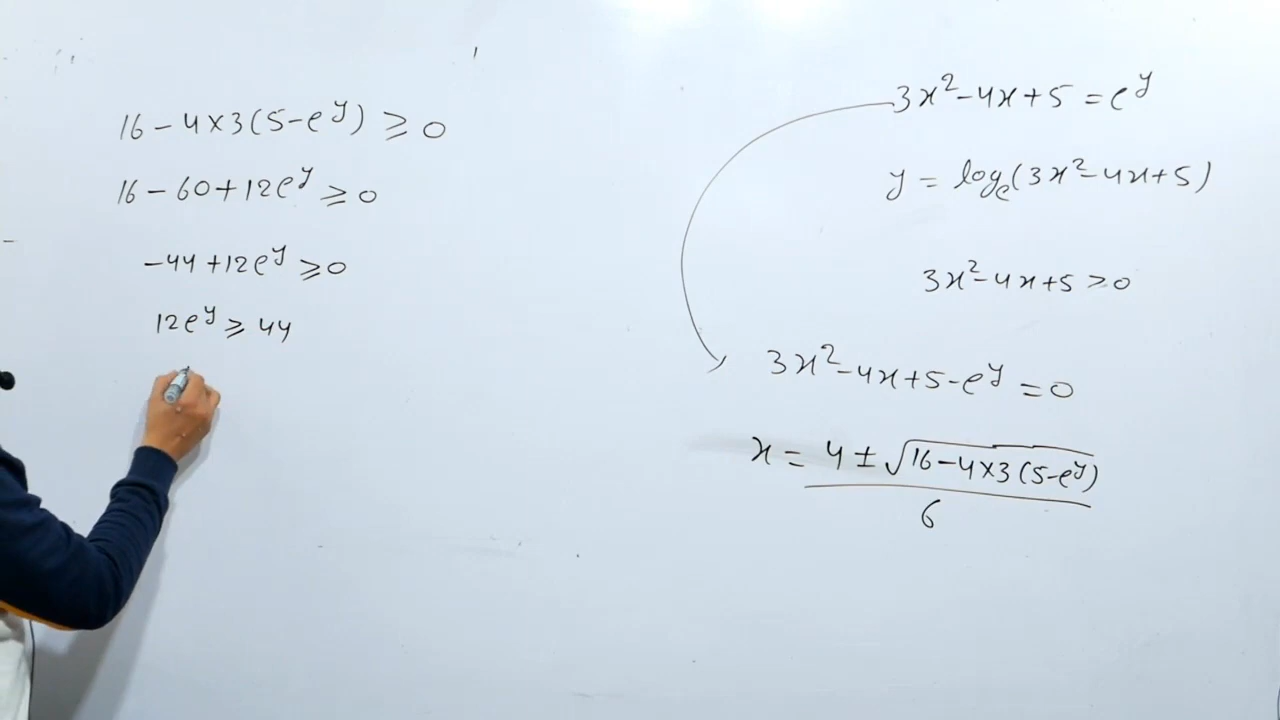 16 - 4 × 3 (5 - e^y) ≥ 0
16 - 60 + 12e^y ≥ 0
-44 + 12e^y ≥ 0
12e^y ≥ 44
3x² - 4x + 5 = e^y
y = logₑ(3x² - 4x + 5)
3x² - 4x + 5 > 0
3x² - 4x + 5 - e^y = 0
x = 4 ± √16 - 4 × 3 (5 - e^y)
6